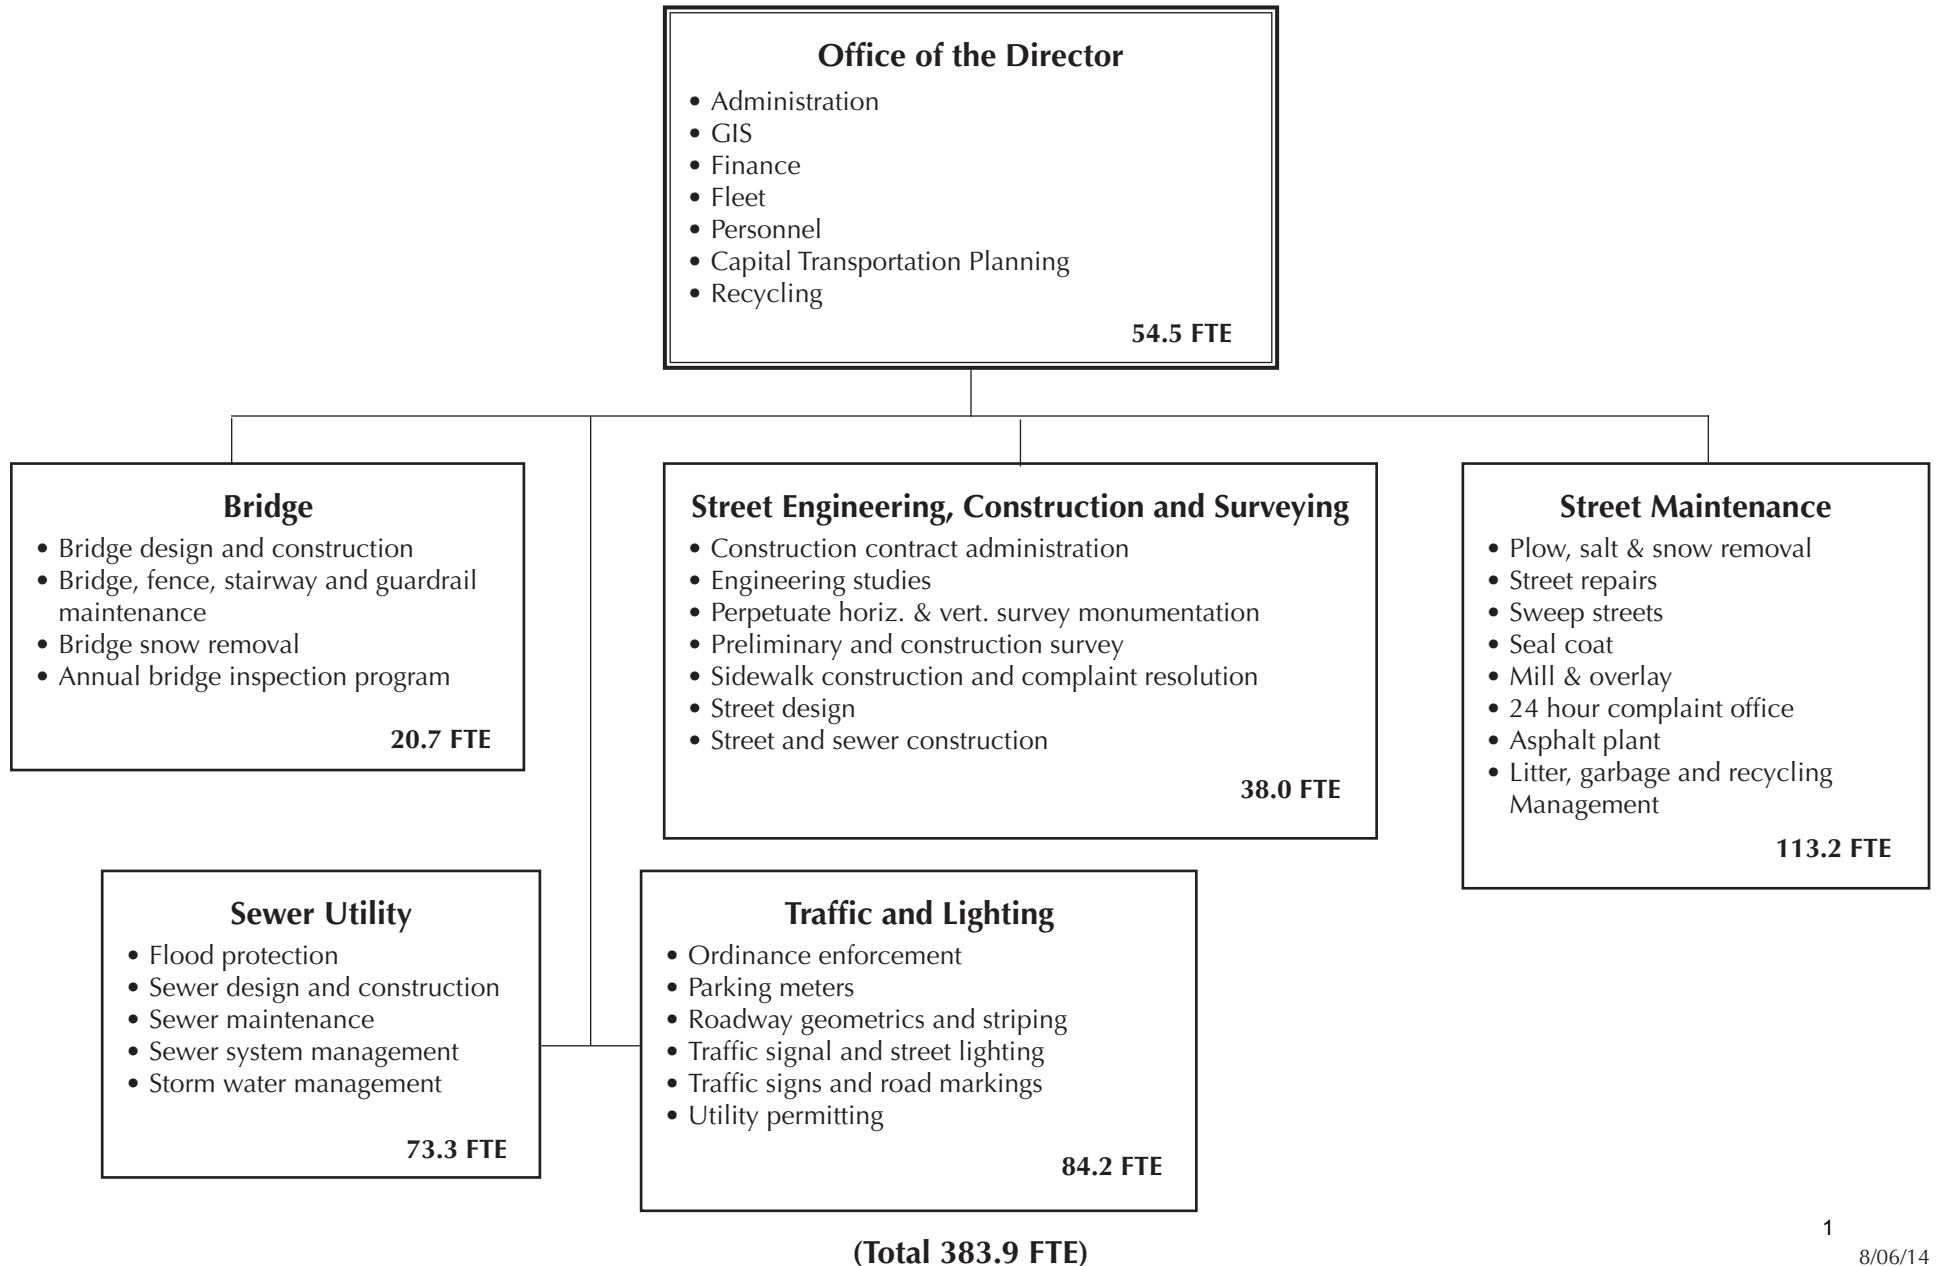 Office of the Director
• Administration
• GIS
• Finance
• Fleet
• Personnel
• Capital Transportation Planning
• Recycling
54.5 FTE
Bridge
• Bridge design and construction
• Bridge, fence, stairway and guardrail
maintenance
• Bridge snow removal
• Annual bridge inspection program
20.7 FTE
Street Engineering, Construction and Surveying
• Construction contract administration
• Engineering studies
• Perpetuate horiz. & vert. survey monumentation
• Preliminary and construction survey
• Sidewalk construction and complaint resolution
• Street design
• Street and sewer construction
38.0 FTE
Street Maintenance
• Plow, salt & snow removal
• Street repairs
• Sweep streets
• Seal coat
• Mill & overlay
• 24 hour complaint office
• Asphalt plant
• Litter, garbage and recycling
Management
113.2 FTE
Sewer Utility
• Flood protection
• Sewer design and construction
• Sewer maintenance
• Sewer system management
• Storm water management
73.3 FTE
Traffic and Lighting
• Ordinance enforcement
• Parking meters
• Roadway geometrics and striping
• Traffic signal and street lighting
• Traffic signs and road markings
• Utility permitting
84.2 FTE
(Total 383.9 FTE)
1
8/06/14